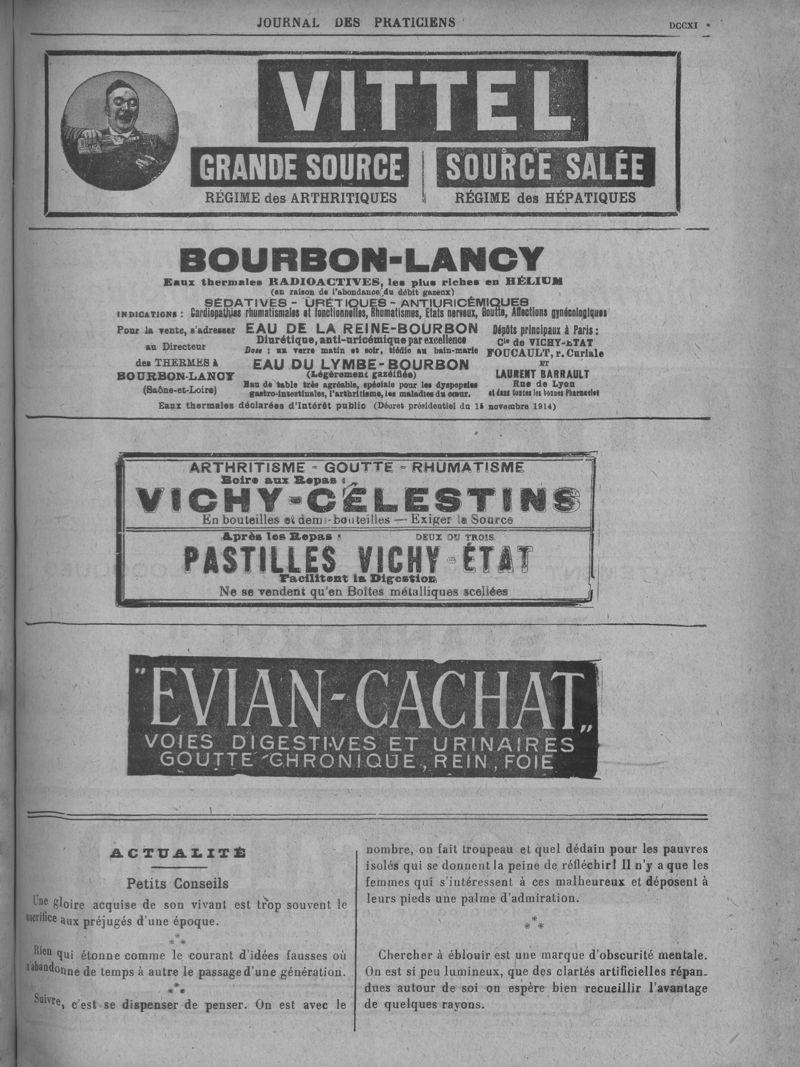 JOURNAL DES PRATICIENS
DCCXI
VITTEL
GRANDE SOURCE
SOURCE SALÉE
RÉGIME des ARTHRITIQUES
RÉGIME des HÉPATIQUES
BOURBON-LANCY
Eaux thermales RADIOACTIVES, les plus riches en HÉLIUM
(en raison de l'abondance du débit gazeux)
SÉDATIVES - URÉTIQUES - ANTIURICÉMIQUES
INDICATIONS : Cardiopathies rhumatismales et fonctionnelles, Rhumatismes, Etats nerveux, Goutte, Affections gynécologiques
Pour la vente, s'adresser
au Directeur
des THERMES à
BOURBON-LANCY
(Saône-et-Loire)
EAU DE LA REINE-BOURBON
Diurétique, anti-uricémique par excellence
Dose : un verre matin et soir, tiédie au bain-marie
EAU DU LYMBE-BOURBON
(Légèrement gazéifiée)
Eau de table très agréable, spéciale pour les dyspepsies
gastro-intestinales, l'arthritisme, les maladies du cœur.
Dépôts principaux à Paris :
Cie de VICHY-ETAT
FOUCAULT, r. Curiale
ET
LAURENT BARRAULT
Rue de Lyon
et dans toutes les bonnes Pharmacies
Eaux thermales déclarées d'Intérêt public (Décret présidentiel du 15 novembre 1914)
ARTHRITISME - GOUTTE - RHUMATISME
Boire aux Repas :
VICHY-CÉLESTINS
En bouteilles et demi-bouteilles — Exiger la Source
Après les Repas : DEUX OU TROIS
PASTILLES VICHY-ÉTAT
Facilitent la Digestion
Ne se vendent qu'en Boîtes métalliques scellées
"EVIAN-CACHAT„
VOIES DIGESTIVES ET URINAIRES
GOUTTE CHRONIQUE, REIN, FOIE
ACTUALITÉ
Petits Conseils
Une gloire acquise de son vivant est trop souvent le
sacrifice aux préjugés d'une époque.
* * *
Rien qui étonne comme le courant d'idées fausses où
s'abandonne de temps à autre le passage d'une génération.
* * *
Suivre, c'est se dispenser de penser. On est avec le
nombre, on fait troupeau et quel dédain pour les pauvres
isolés qui se donnent la peine de réfléchir! Il n'y a que les
femmes qui s'intéressent à ces malheureux et déposent à
leurs pieds une palme d'admiration.
* * *
Chercher à éblouir est une marque d'obscurité mentale.
On est si peu lumineux, que des clartés artificielles répan-
dues autour de soi on espère bien recueillir l'avantage
de quelques rayons.